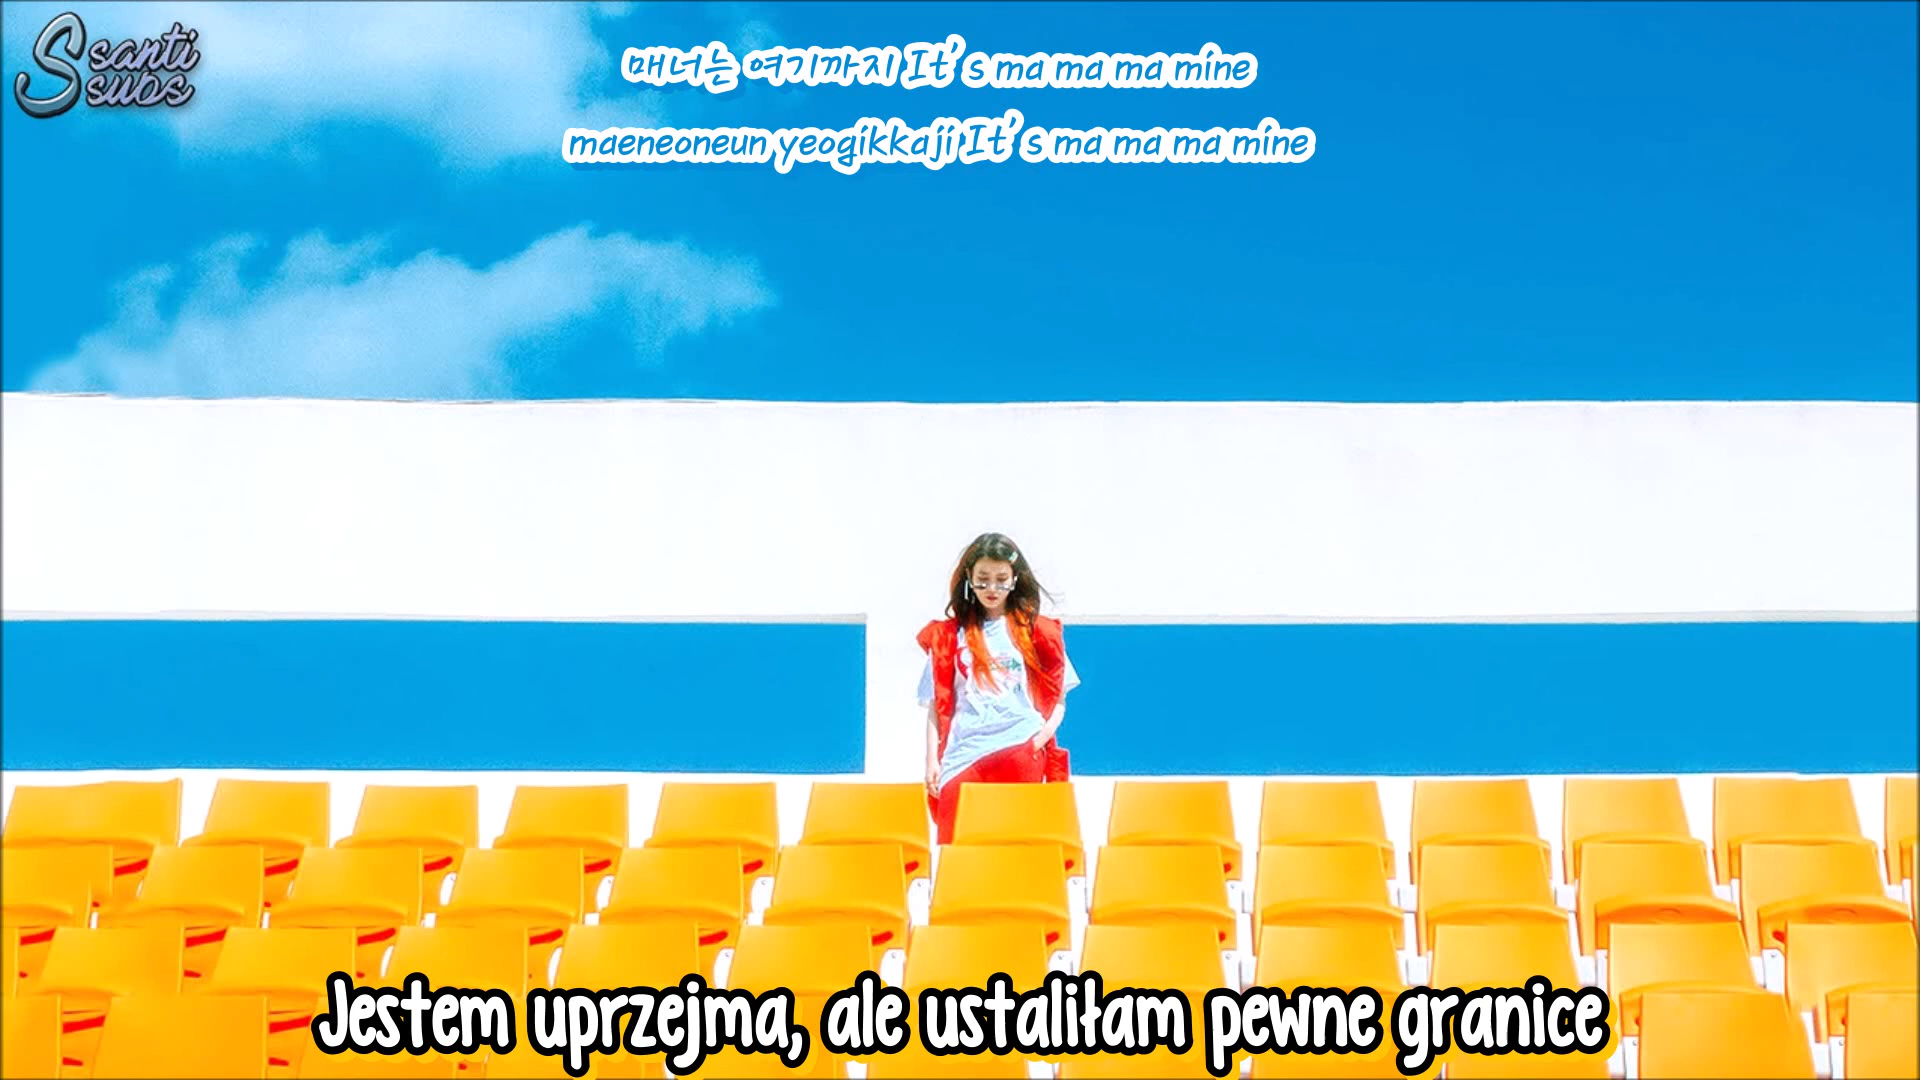 Ssanti
subs
매너는 여기까지 It's ma ma ma mine
maeneoneun yeogikkaji It's ma ma ma mine
Jestem uprzejma, ale ustaliłam pewne granice